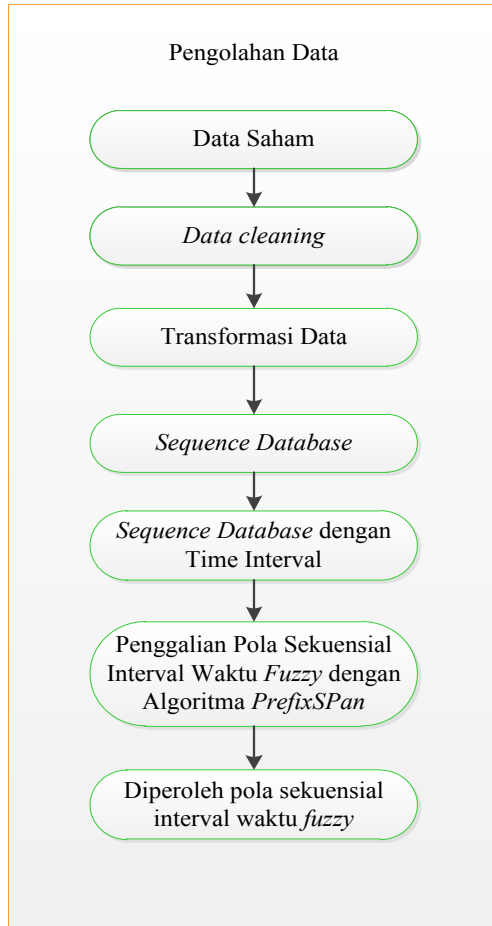 Pengolahan Data
Data Saham
Data cleaning
Transformasi Data
Sequence Database
Sequence Database dengan
Time Interval
Penggalian Pola Sekuensial
Interval Waktu Fuzzy dengan
Algoritma PrefixSPan
Diperoleh pola sekuensial
interval waktu fuzzy